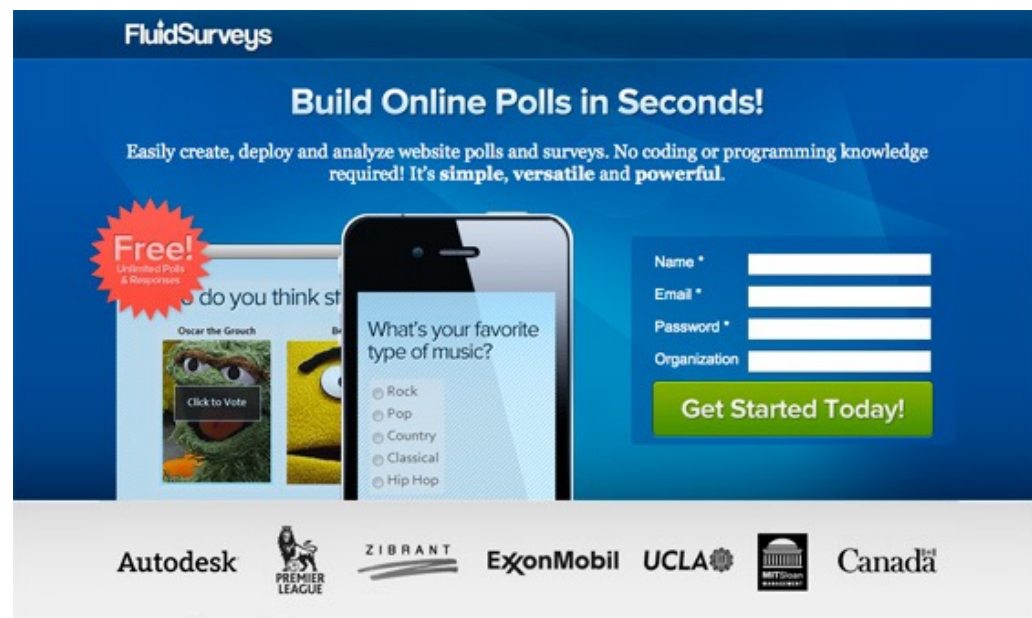 FluidSurveys
Build Online Polls in Seconds!
Easily create, deploy and analyze website polls and surveys. No coding or programming knowledge
required! It's simple, versatile and powerful.
Free!
Unlimited Polls
& Responses
do you think st
Oscar the Grouch
Click to Vote
What's your favorite
type of music?
Rock
Pop
Country
Classical
Hip Hop
Name *
Email *
Password *
Organization
Get Started Today!
Autodesk
PREMIER
LEAGUE
ZIBRANT
ExxonMobil
UCLA
MITSloan
MANAGEMENT
Canada